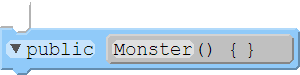 public Monster() { }